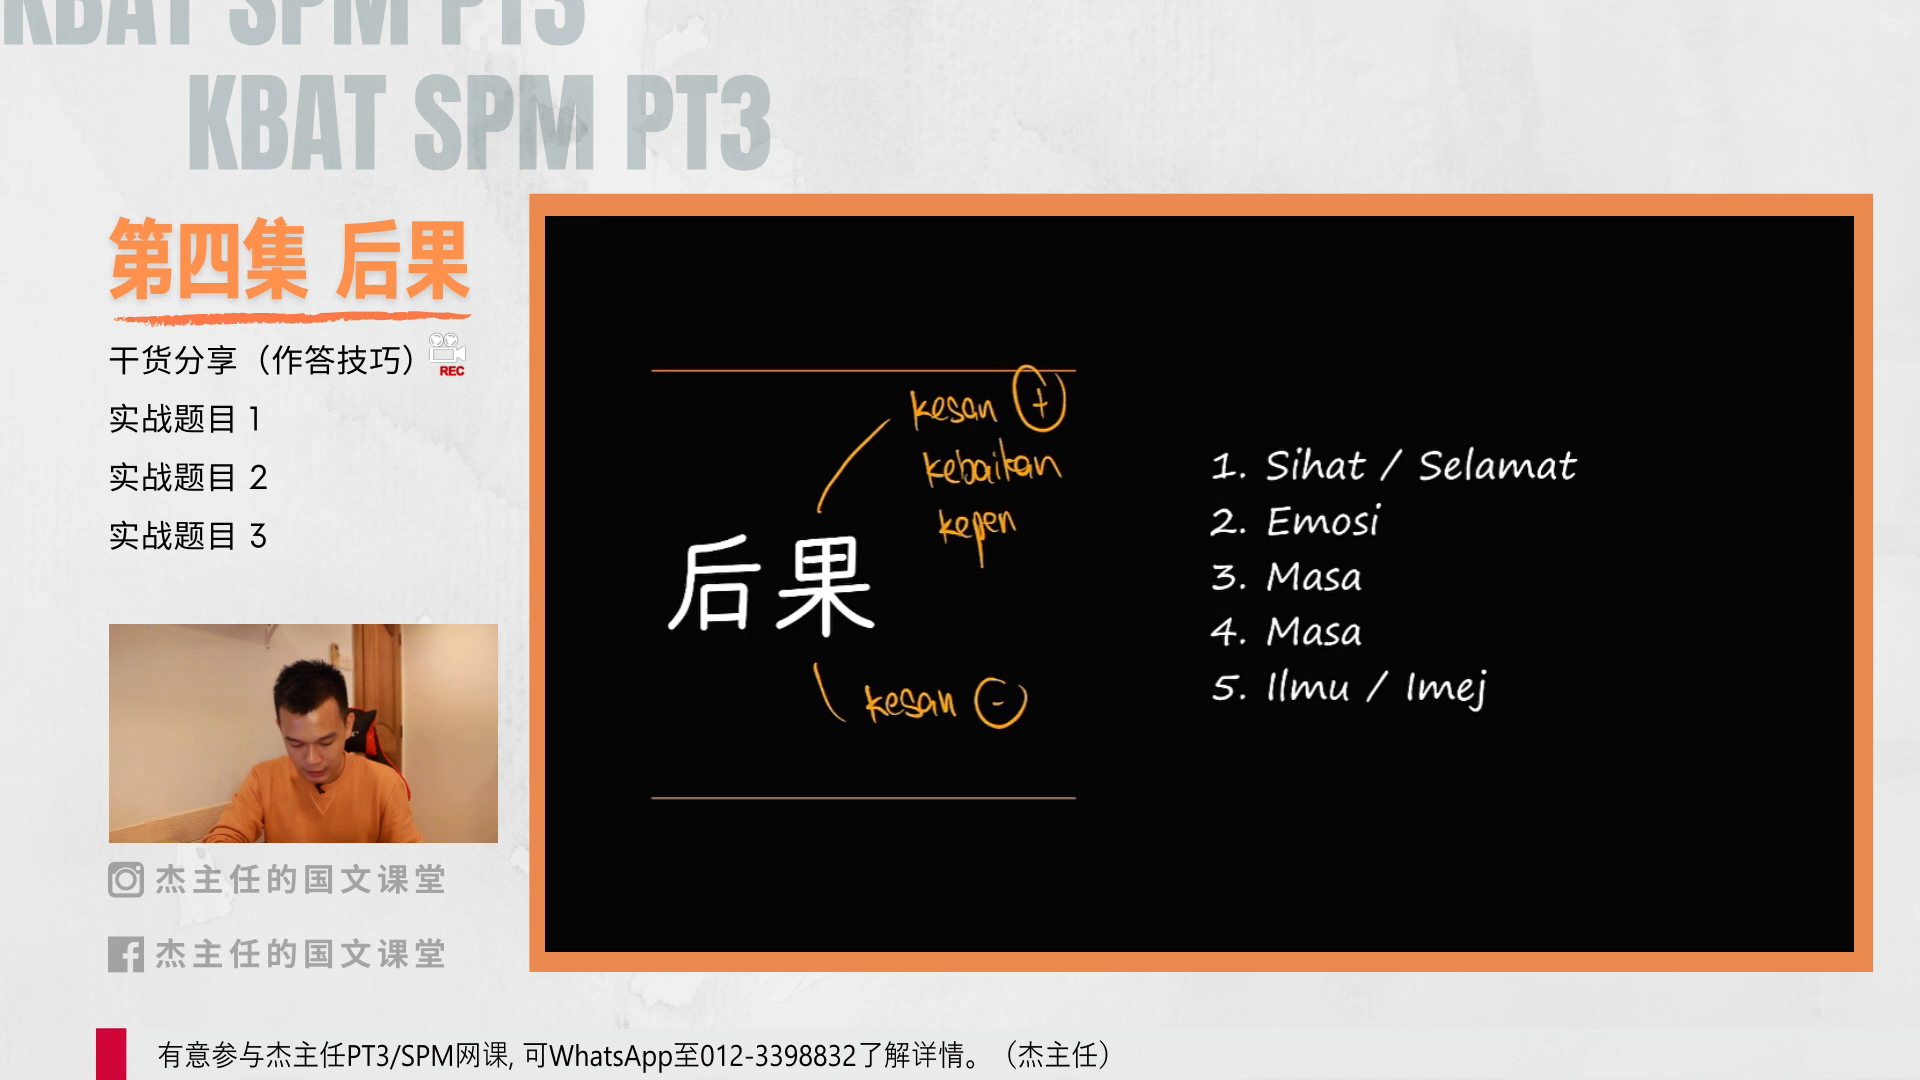 KBAT SPM PT3
KBAT SPM PT3
第四集 后果
干货分享（作答技巧）
REC
实战题目 1
实战题目 2
实战题目 3
杰主任的国文课堂
杰主任的国文课堂
kesan +
kebaikan
kepen
后果
kesan -
1. Sihat / Selamat
2. Emosi
3. Masa
4. Masa
5. Ilmu / Imej
有意参与杰主任PT3/SPM网课, 可WhatsApp至012-3398832了解详情。（杰主任）